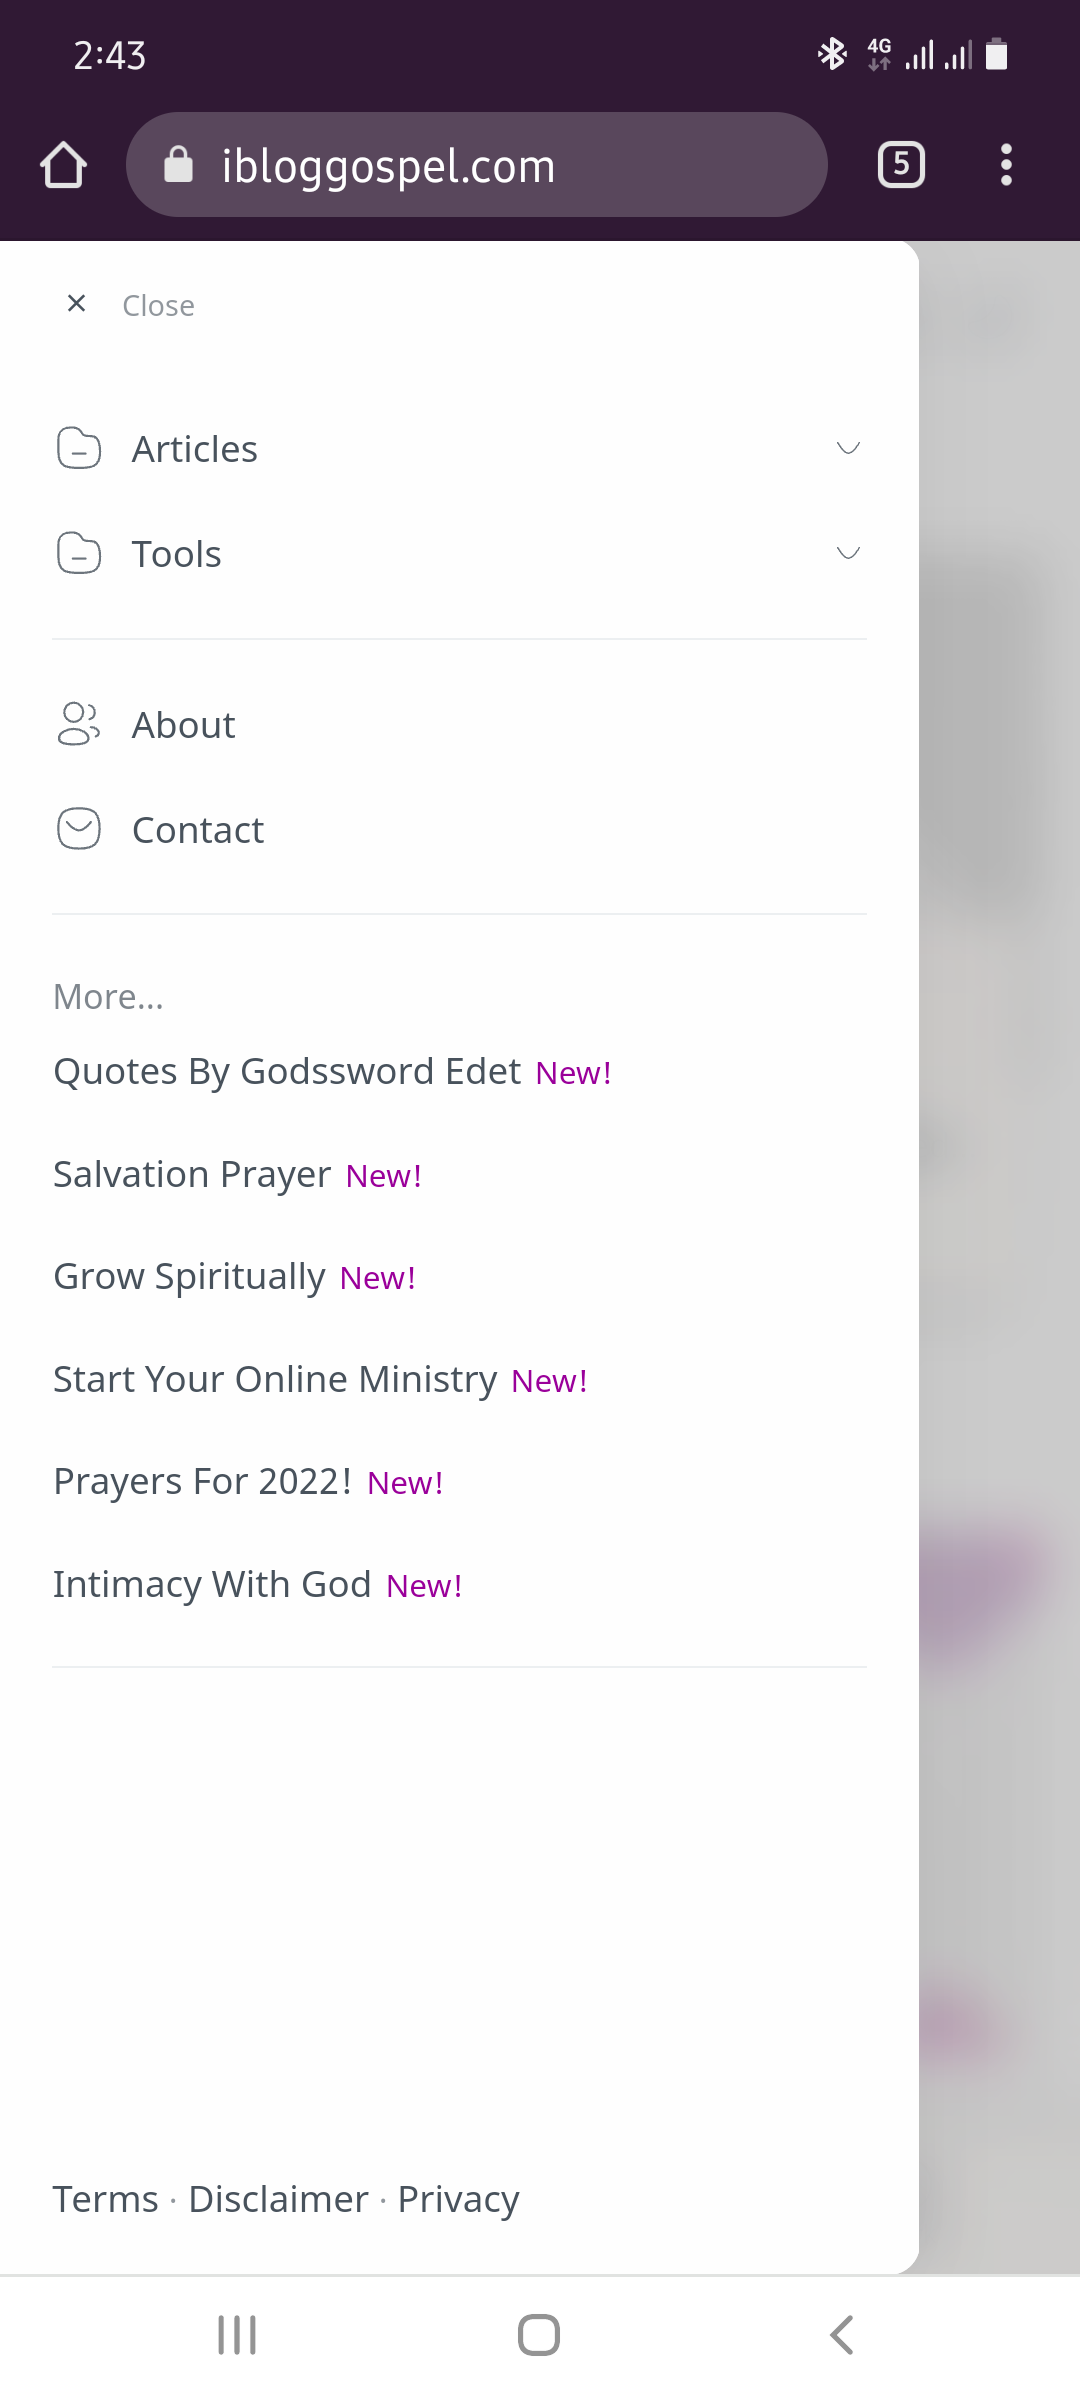 2:43
4G
ibloggospel.com
5
Close
Articles
Tools
About
Contact
More...
Quotes By Godssword Edet New!
Salvation Prayer New!
Grow Spiritually New!
Start Your Online Ministry New!
Prayers For 2022! New!
Intimacy With God New!
Terms · Disclaimer · Privacy